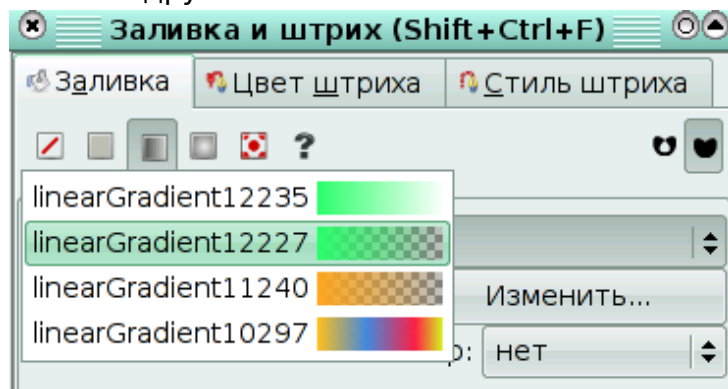 Заливка и штрих (Shift+Ctrl+F)
Заливка Цвет штриха Стиль штриха
?
linearGradient12235
linearGradient12227
linearGradient11240
Изменить...
linearGradient10297
р: нет